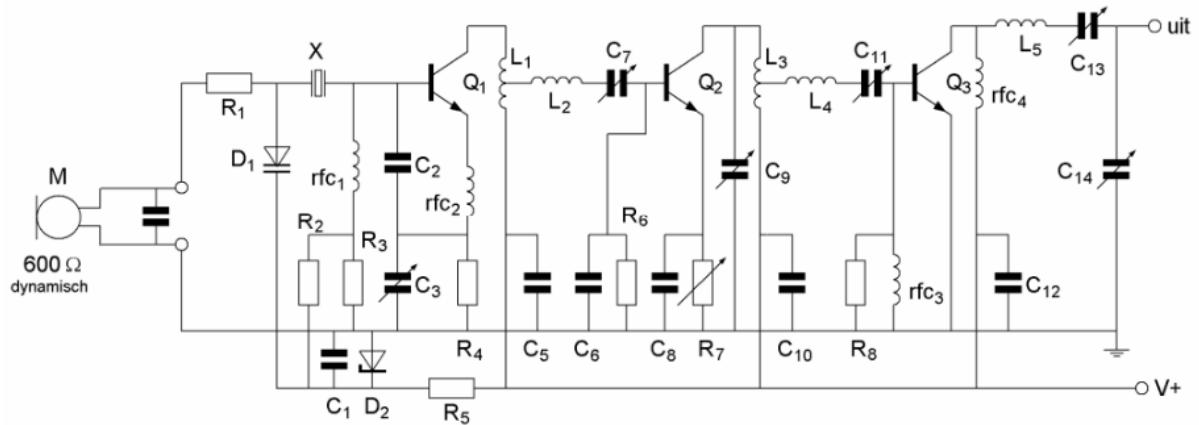 M
600 Ω
dynamisch
R1
D1
X
rfc1
R2
R3
C2
C3
rfc2
Q1
L1
L2
C7
R6
Q2
L3
C9
L4
C11
Q3
rfc4
L5
C13
uit
C14
rfc3
C12
R4
C5
C6
C8
R7
C10
R8
C1
D2
R5
V+